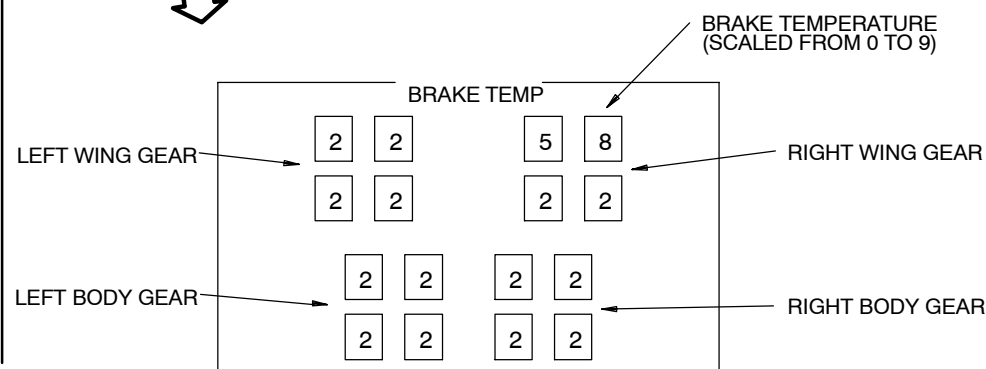 BRAKE TEMPERATURE
(SCALED FROM 0 TO 9)
BRAKE TEMP
2 2 5 8
LEFT WING GEAR
RIGHT WING GEAR
2 2 2 2
2 2 2 2
LEFT BODY GEAR
RIGHT BODY GEAR
2 2 2 2